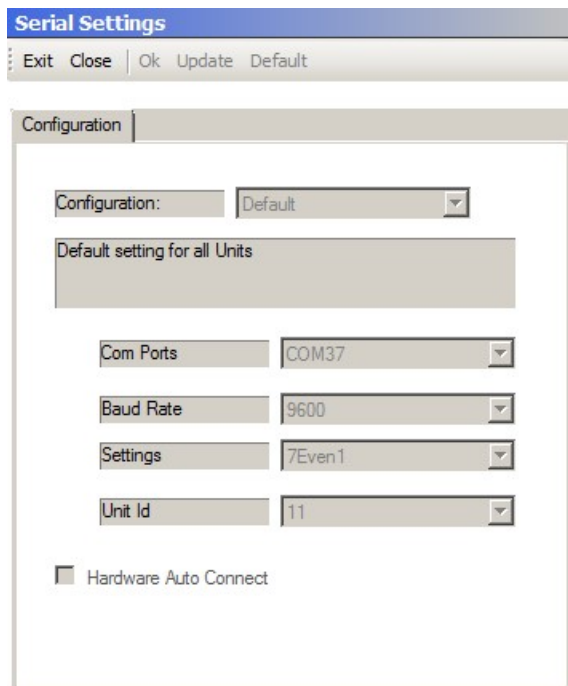 Serial Settings
Exit Close Ok Update Default
Configuration
Configuration: Default
Default setting for all Units
Com Ports COM37
Baud Rate 9600
Settings 7Even1
Unit Id 11
Hardware Auto Connect